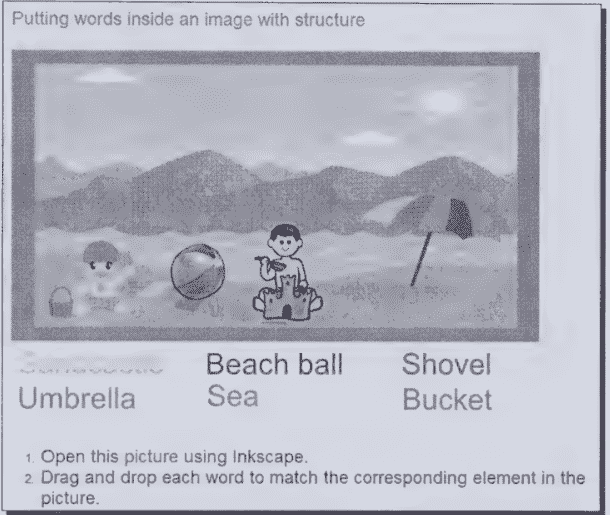 Putting words inside an image with structure
Beach ball Shovel
Umbrella Sea Bucket
1. Open this picture using Inkscape.
2. Drag and drop each word to match the corresponding element in the
picture.